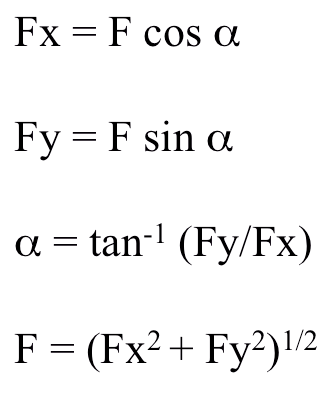 Fx = F cos α
Fy = F sin α
α = tan⁻¹ (Fy/Fx)
F = (Fx² + Fy²)¹/²